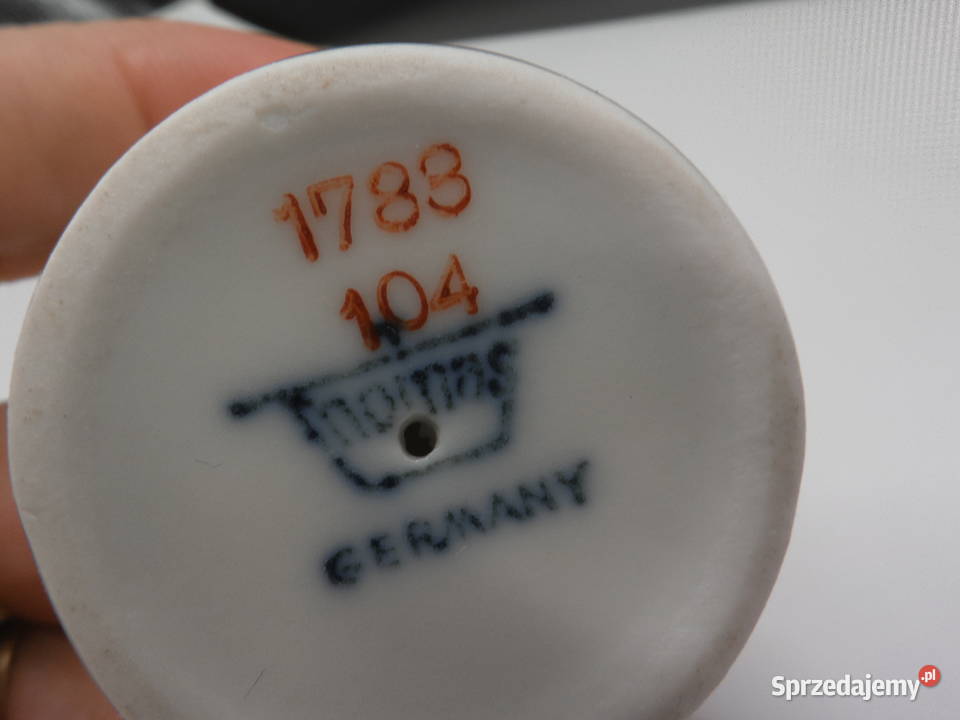 1783
104
Thomas
GERMANY
Sprzedajemy.pl